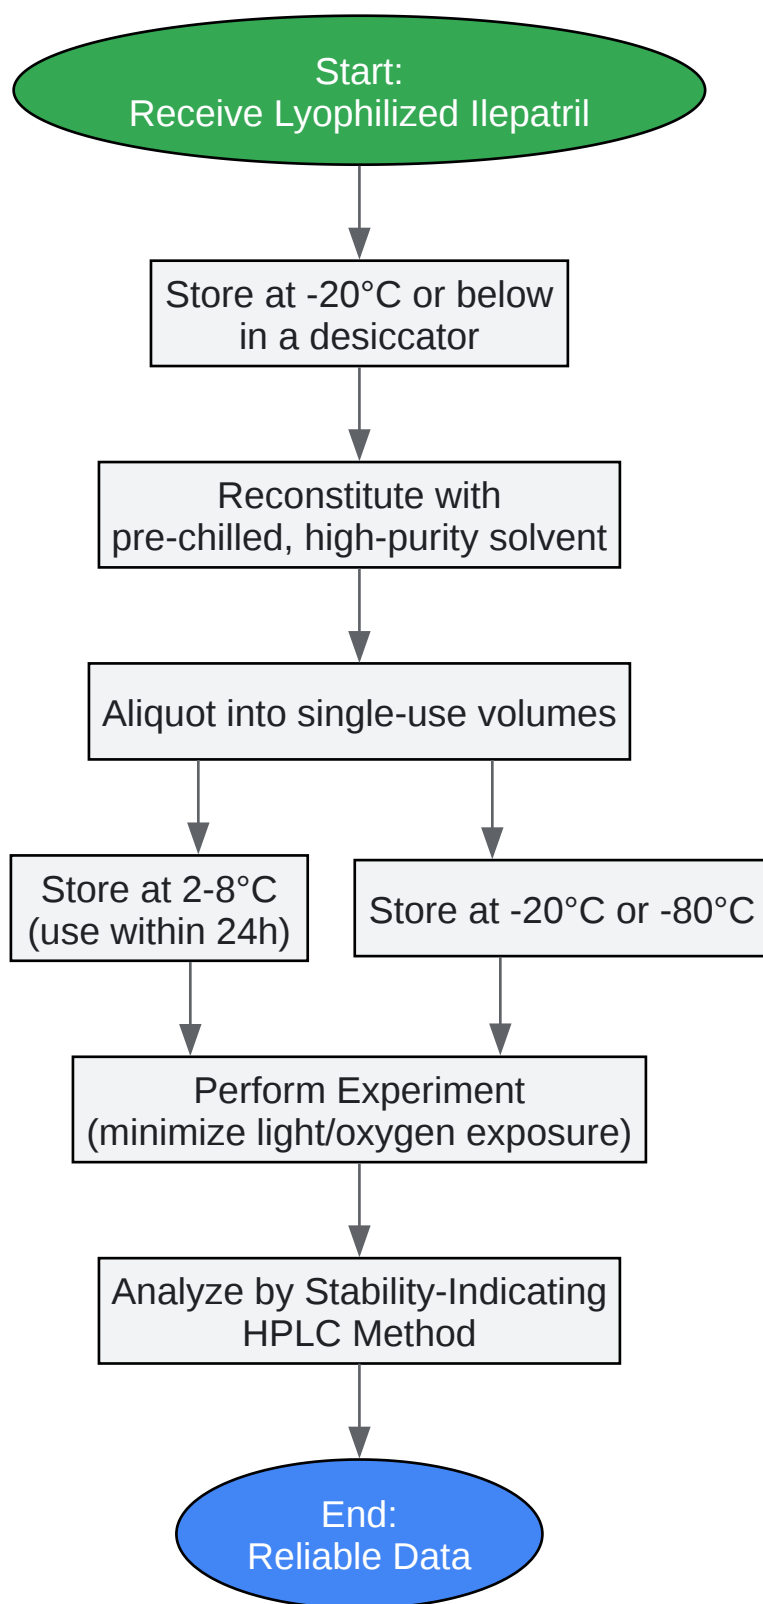 Start:
Receive Lyophilized Ilepatril
Store at -20°C or below
in a desiccator
Reconstitute with
pre-chilled, high-purity solvent
Aliquot into single-use volumes
Store at 2-8°C
(use within 24h)
Store at -20°C or -80°C
Perform Experiment
(minimize light/oxygen exposure)
Analyze by Stability-Indicating
HPLC Method
End:
Reliable Data